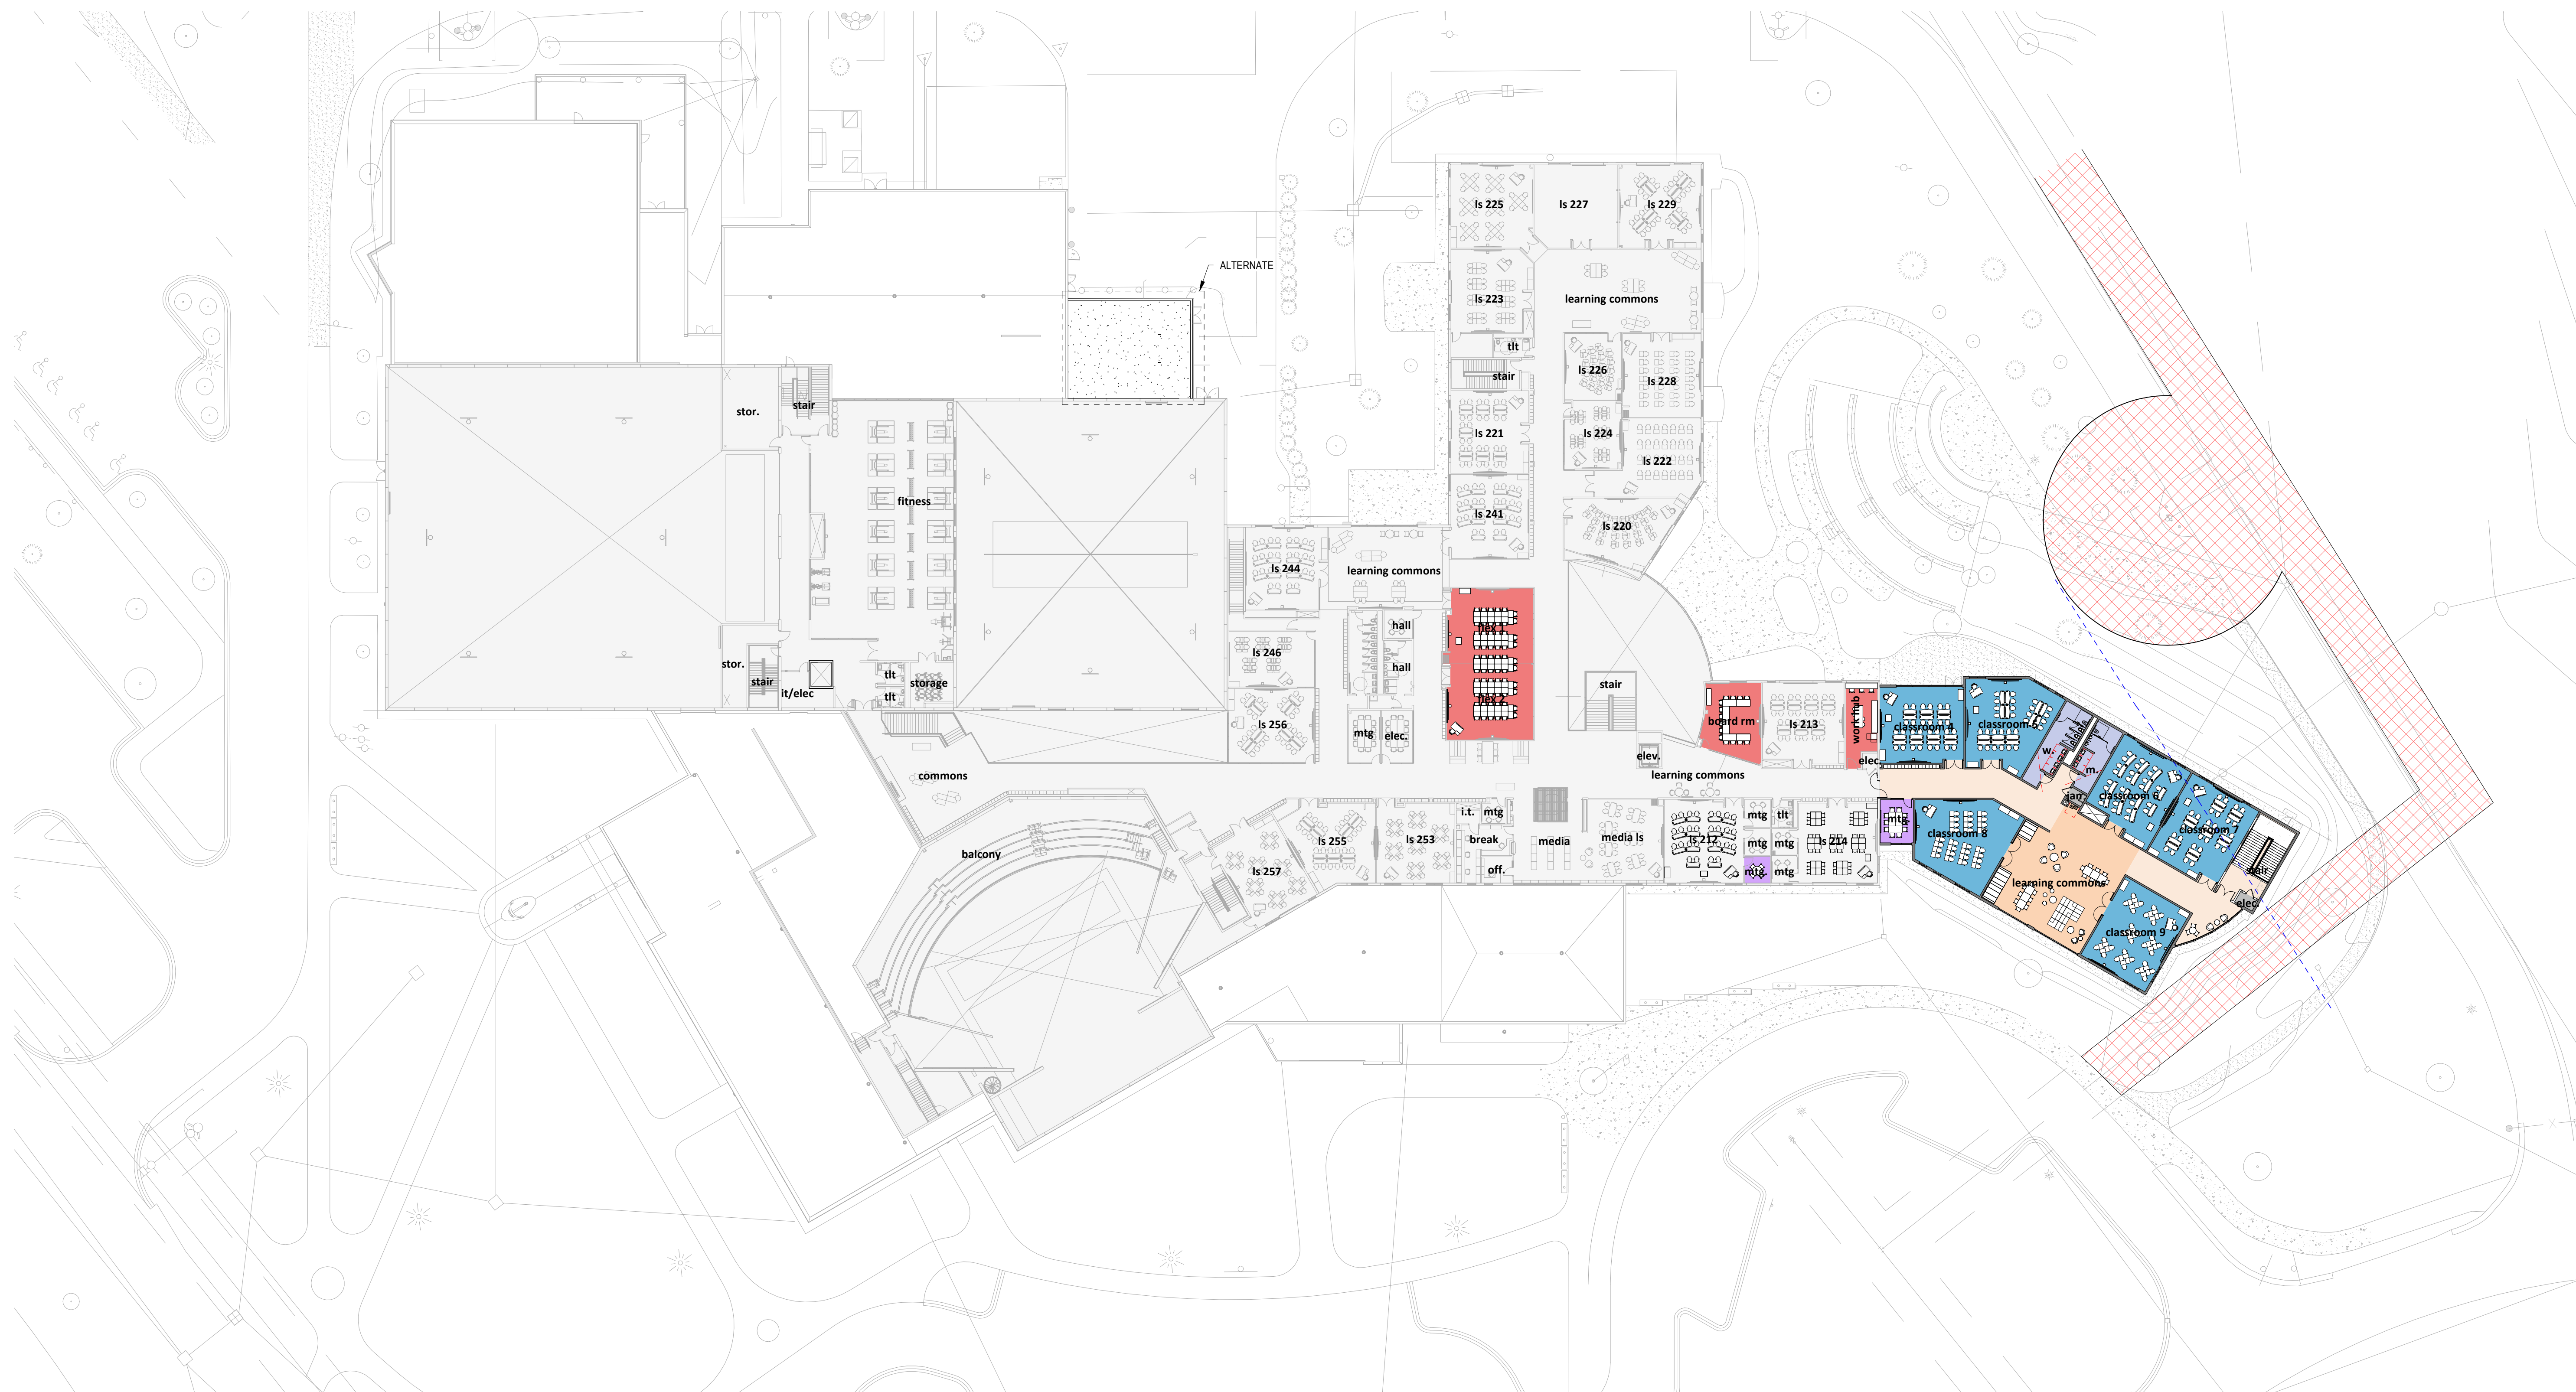 ls 225
ls 227
ls 229
ALTERNATE
ls 223
learning commons
tlt
stair
ls 226
ls 228
stor.
stair
ls 221
ls 224
ls 222
fitness
ls 241
ls 220
ls 244
learning commons
hall
flex 1
ls 246
hall
stor.
stair
it/elec
tlt
tlt
storage
stair
flex 2
ls 256
mtg
elec.
board rm
ls 213
work hub
classroom 4
classroom 5
w.
elev.
elec.
m.
commons
learning commons
jan
classroom 6
i.t.
mtg
mtg
tlt
mtg.
classroom 8
classroom 7
balcony
ls 255
ls 253
break
media
media ls
ls 212
mtg
mtg
ls 214
ls 257
off.
mtg.
mtg
stair
learning commons
elec.
classroom 9